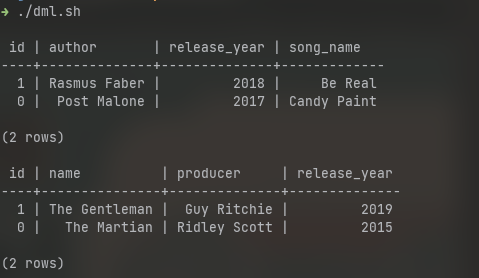 → ./dml.sh
 id | author       | release_year | song_name
----+--------------+--------------+-------------
  1 | Rasmus Faber |         2018 |     Be Real
  0 |  Post Malone |         2017 | Candy Paint
(2 rows)
 id | name          | producer     | release_year
----+---------------+--------------+--------------
  1 | The Gentleman |  Guy Ritchie |         2019
  0 |   The Martian | Ridley Scott |         2015
(2 rows)